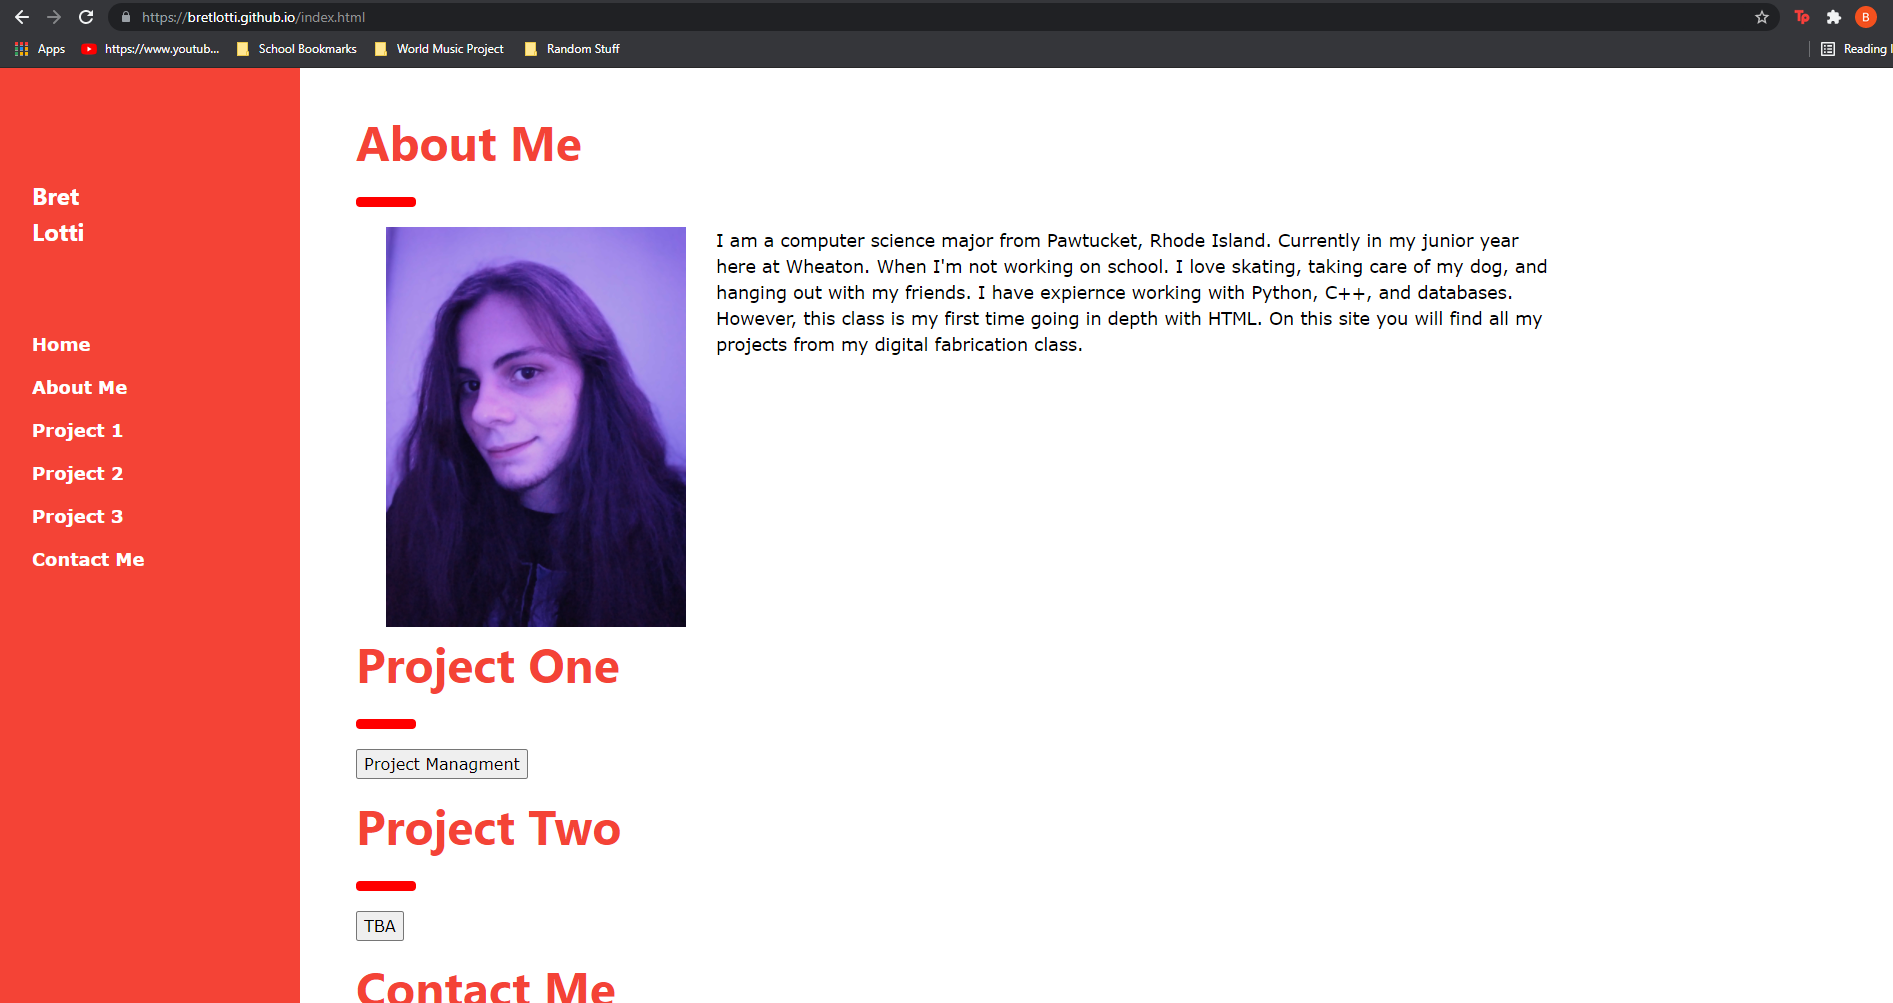 https://bretlotti.github.io/index.html
Tp
B
Apps
https://www.youtub...
School Bookmarks
World Music Project
Random Stuff
Reading
Bret
Lotti
Home
About Me
Project 1
Project 2
Project 3
Contact Me
About Me
I am a computer science major from Pawtucket, Rhode Island. Currently in my junior year
here at Wheaton. When I'm not working on school. I love skating, taking care of my dog, and
hanging out with my friends. I have expiernce working with Python, C++, and databases.
However, this class is my first time going in depth with HTML. On this site you will find all my
projects from my digital fabrication class.
Project One
Project Managment
Project Two
TBA
Contact Me